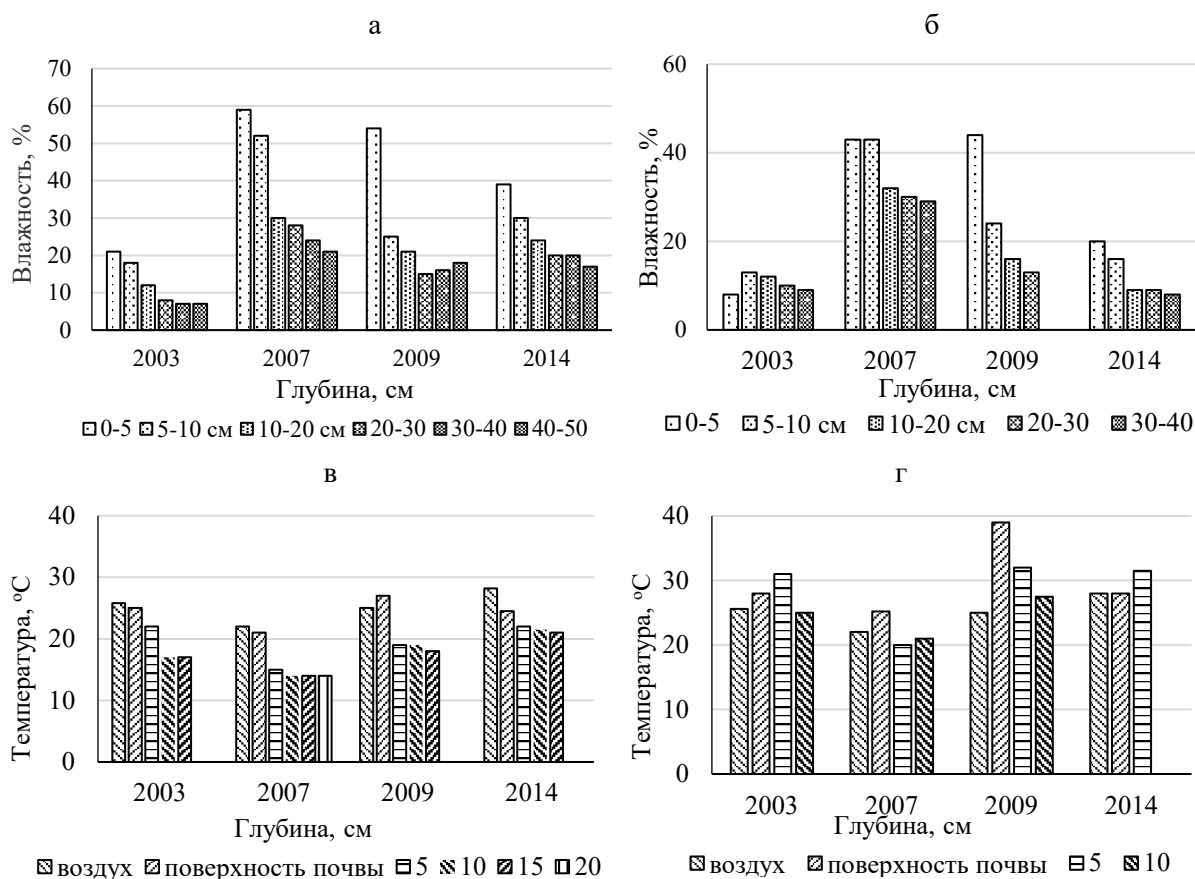 а
70
60
50
40
30
20
10
0
Влажность, %
2003 2007 2009 2014
Глубина, см
0-5 5-10 см 10-20 см 20-30 30-40 40-50
б
60
40
20
0
Влажность, %
2003 2007 2009 2014
Глубина, см
0-5 5-10 см 10-20 см 20-30 30-40
в
40
30
20
10
0
Температура, °С
2003 2007 2009 2014
Глубина, см
воздух поверхность почвы 5 10 15 20
г
40
30
20
10
0
Температура, °С
2003 2007 2009 2014
Глубина, см
воздух поверхность почвы 5 10